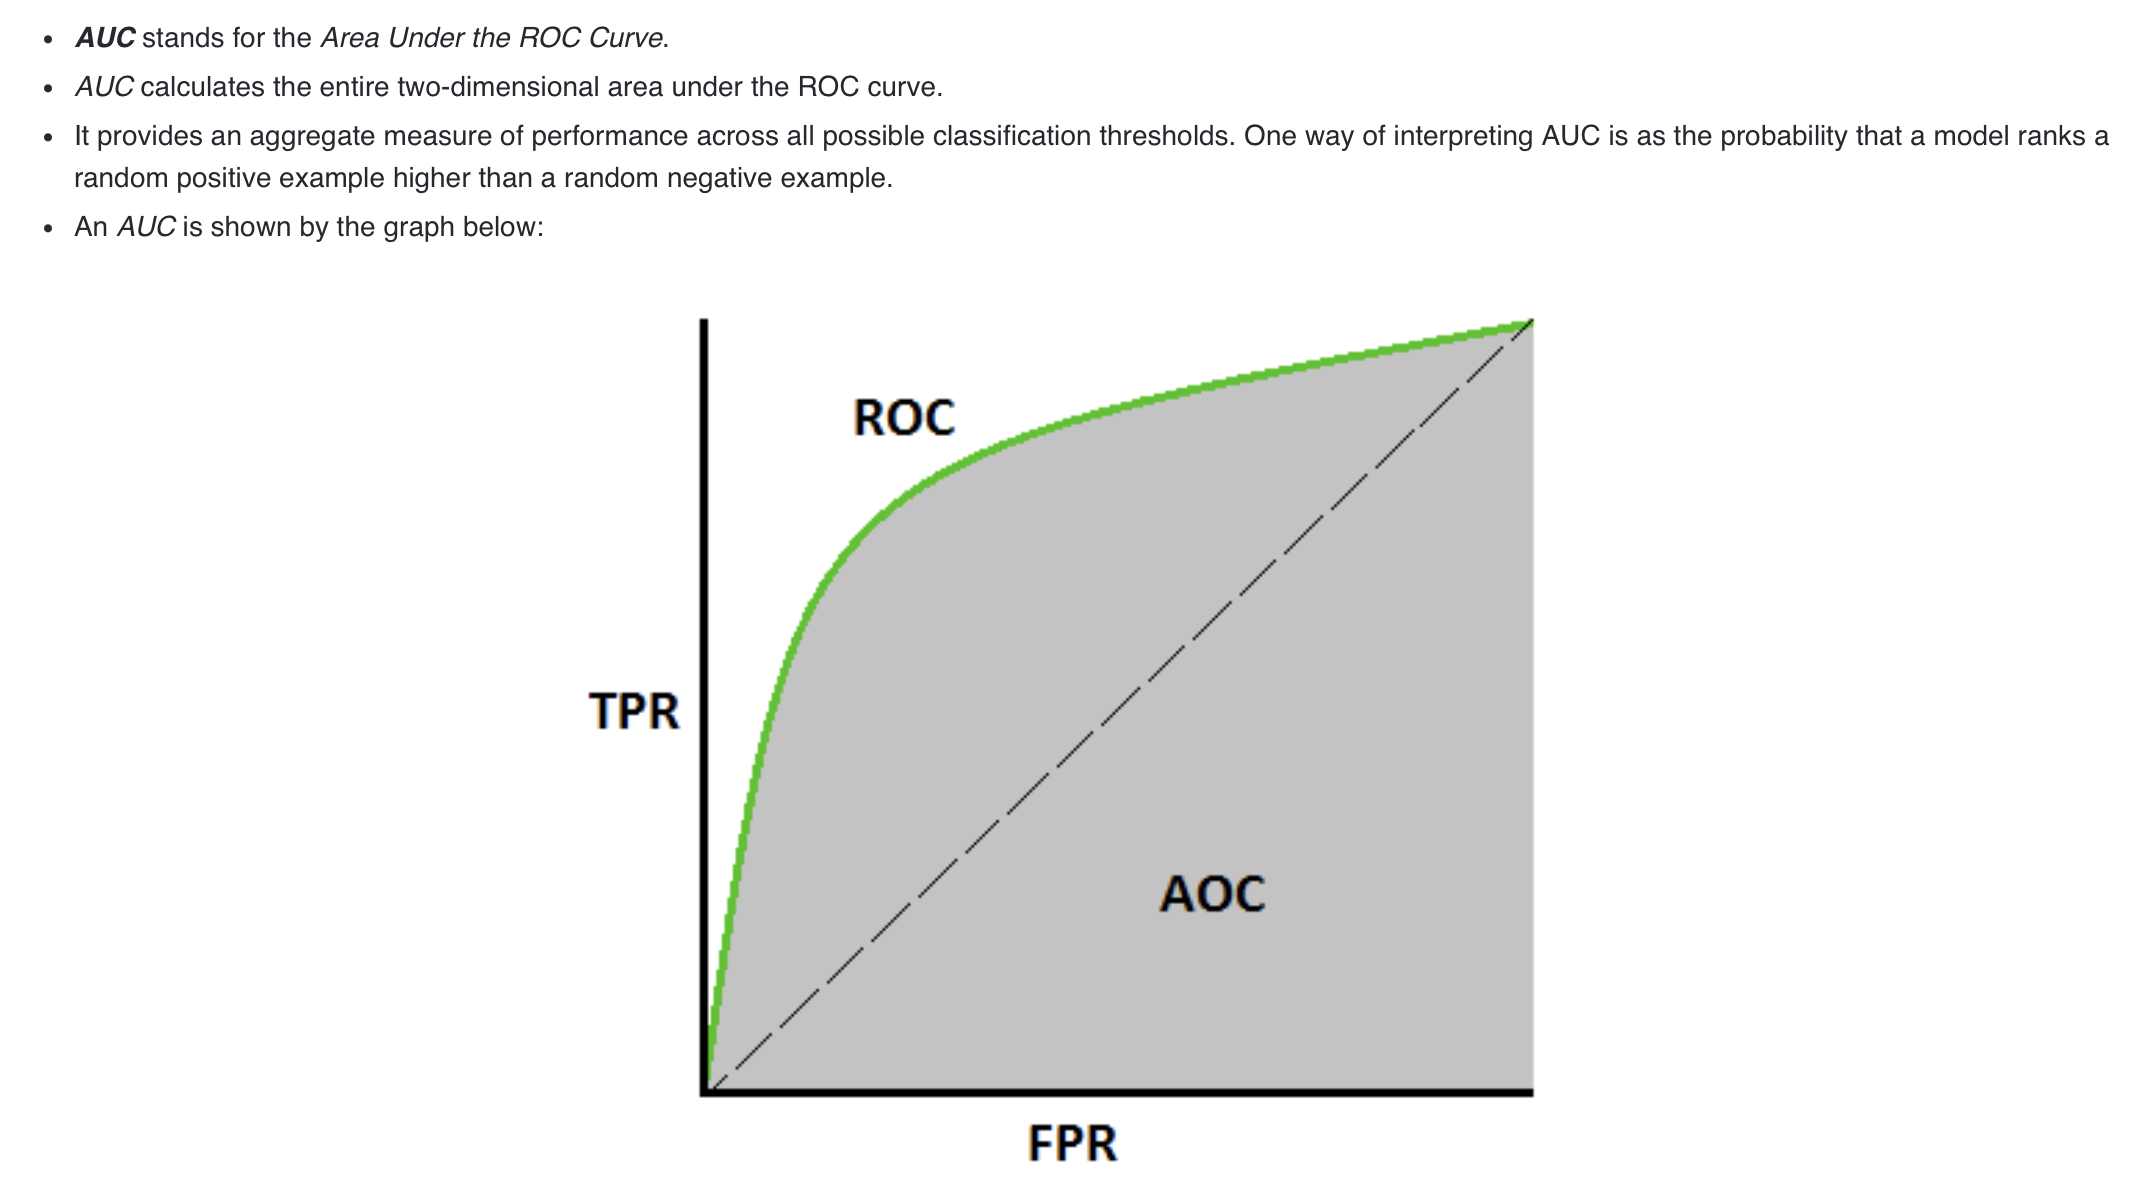 AUC stands for the Area Under the ROC Curve.
AUC calculates the entire two-dimensional area under the ROC curve.
It provides an aggregate measure of performance across all possible classification thresholds. One way of interpreting AUC is as the probability that a model ranks a
random positive example higher than a random negative example.
An AUC is shown by the graph below:
ROC
TPR
AOC
FPR